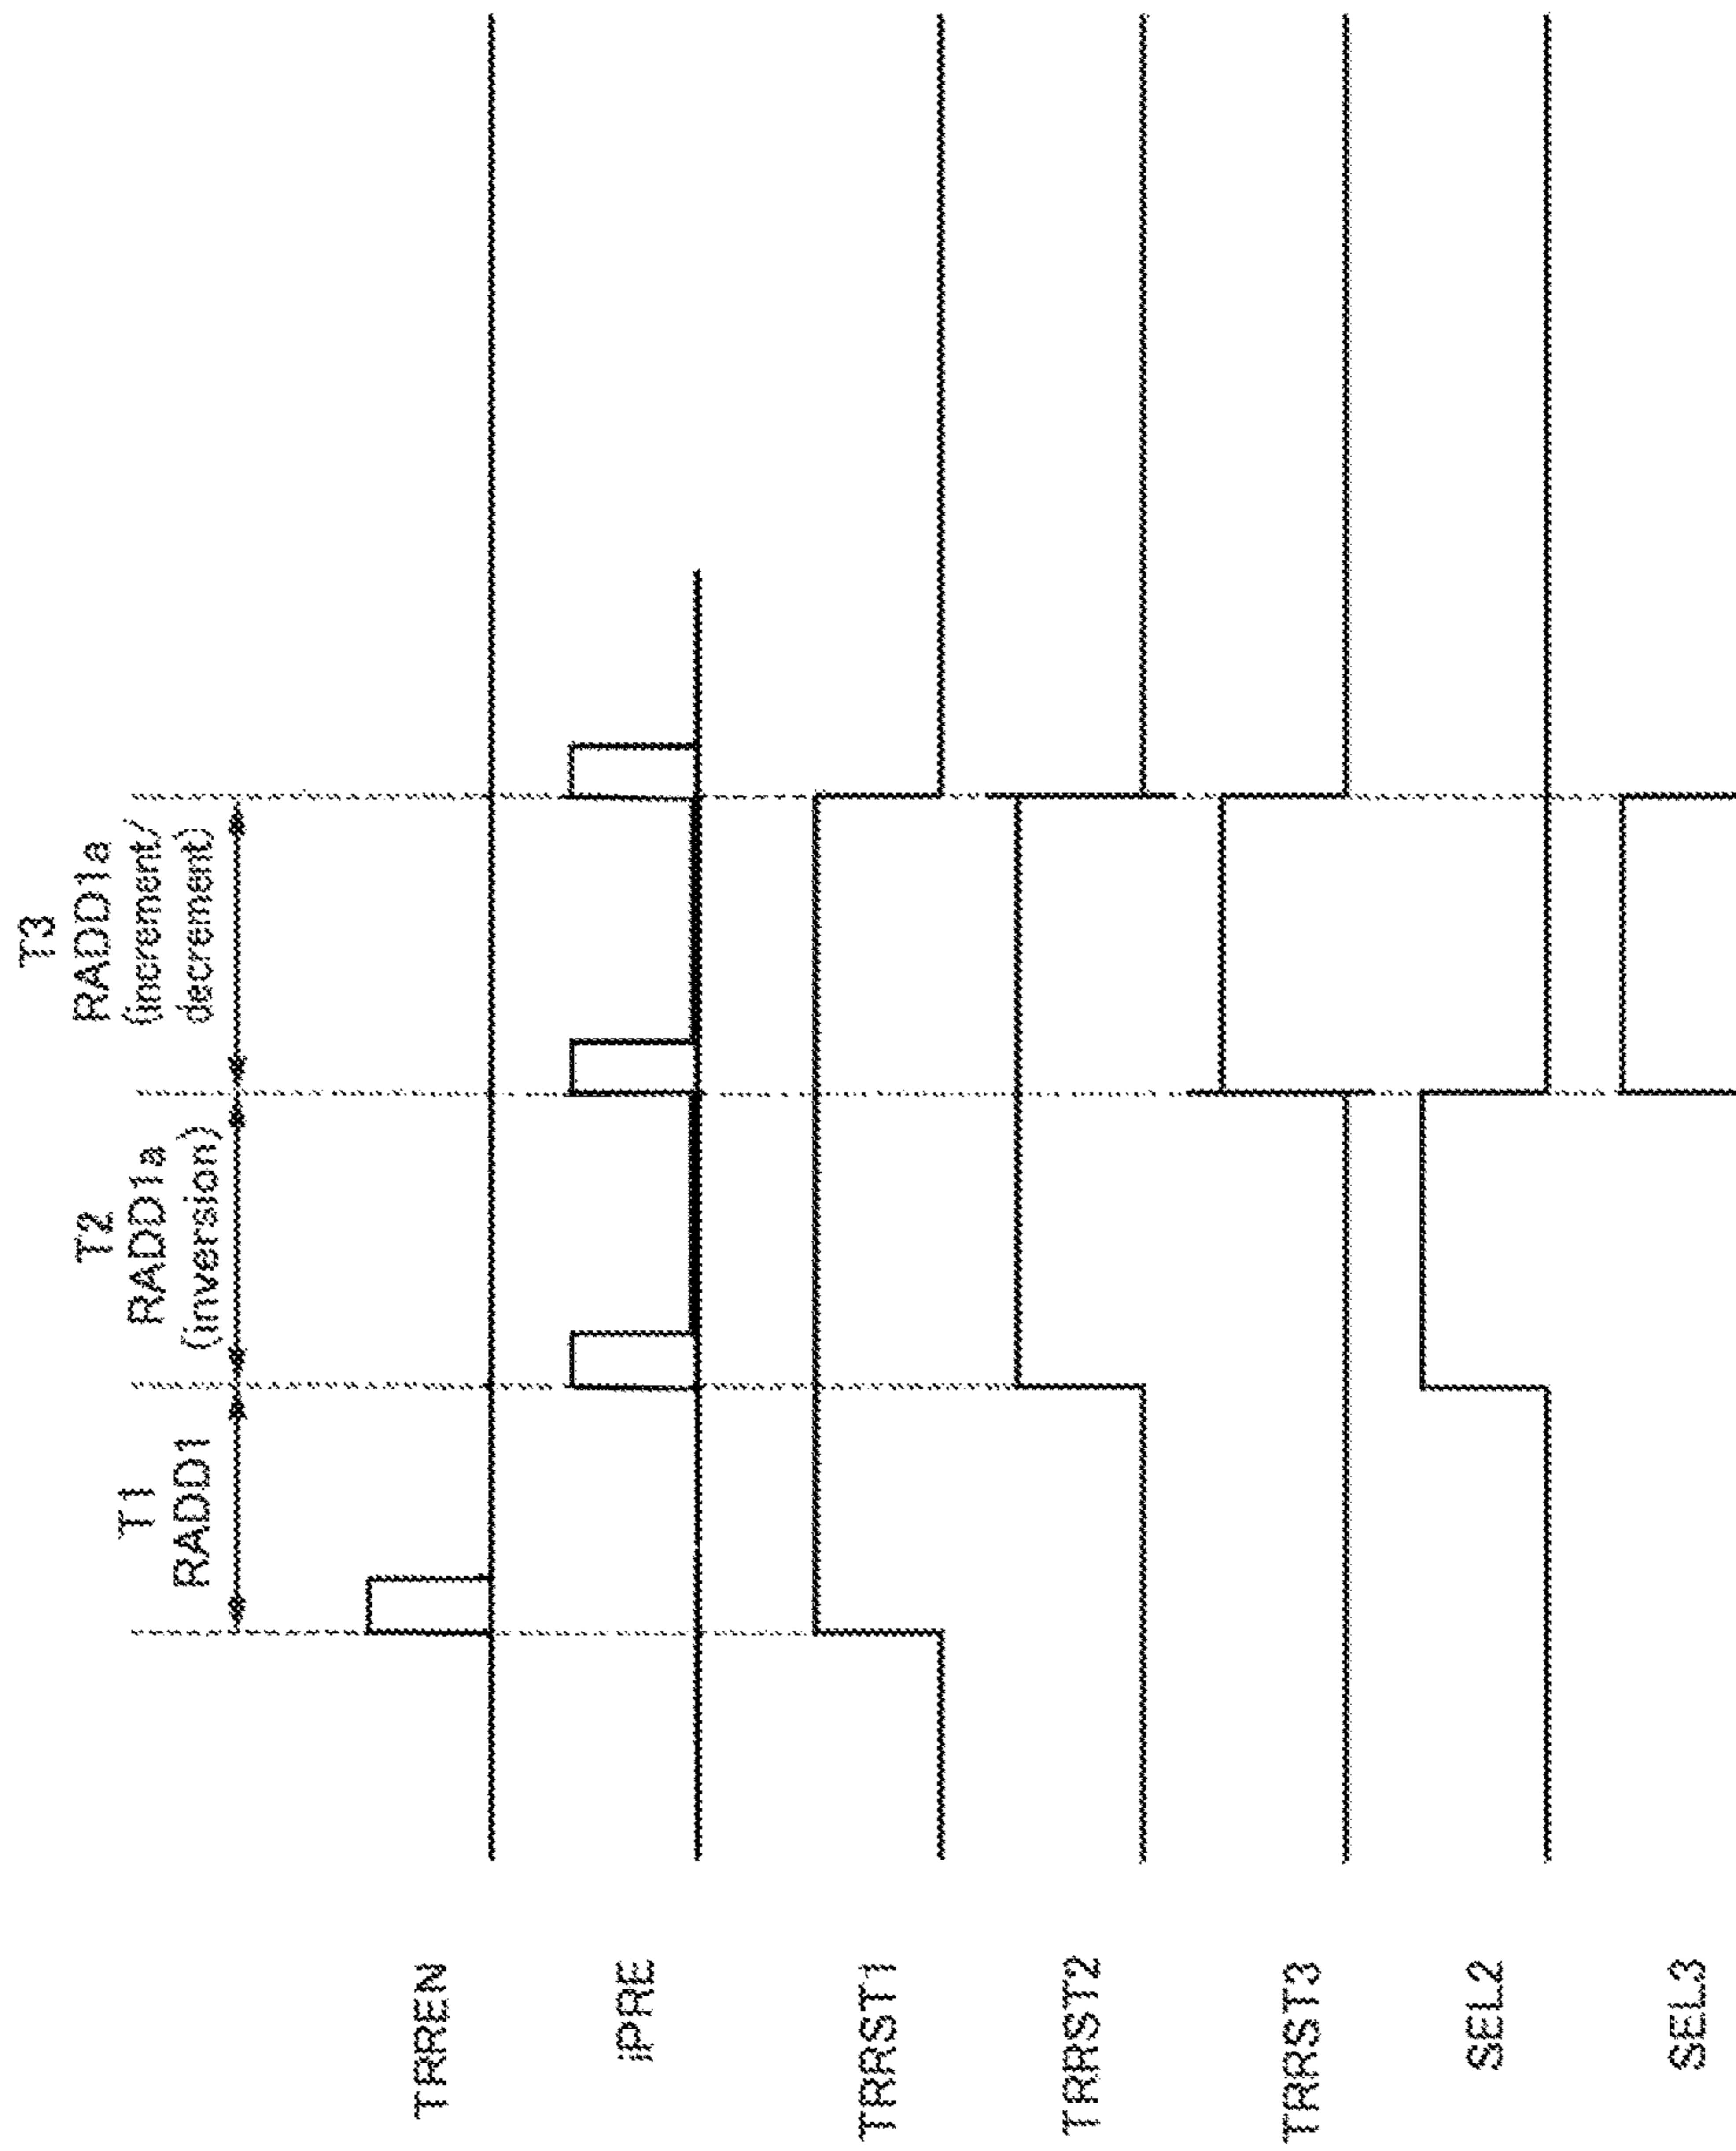 T1
RADD1
T2
RADD1a
(inversion)
T3
RADD1a
(increment/
decrement)
TRREN
iPRE
TRRST1
TRRST2
TRRST3
SEL2
SEL3